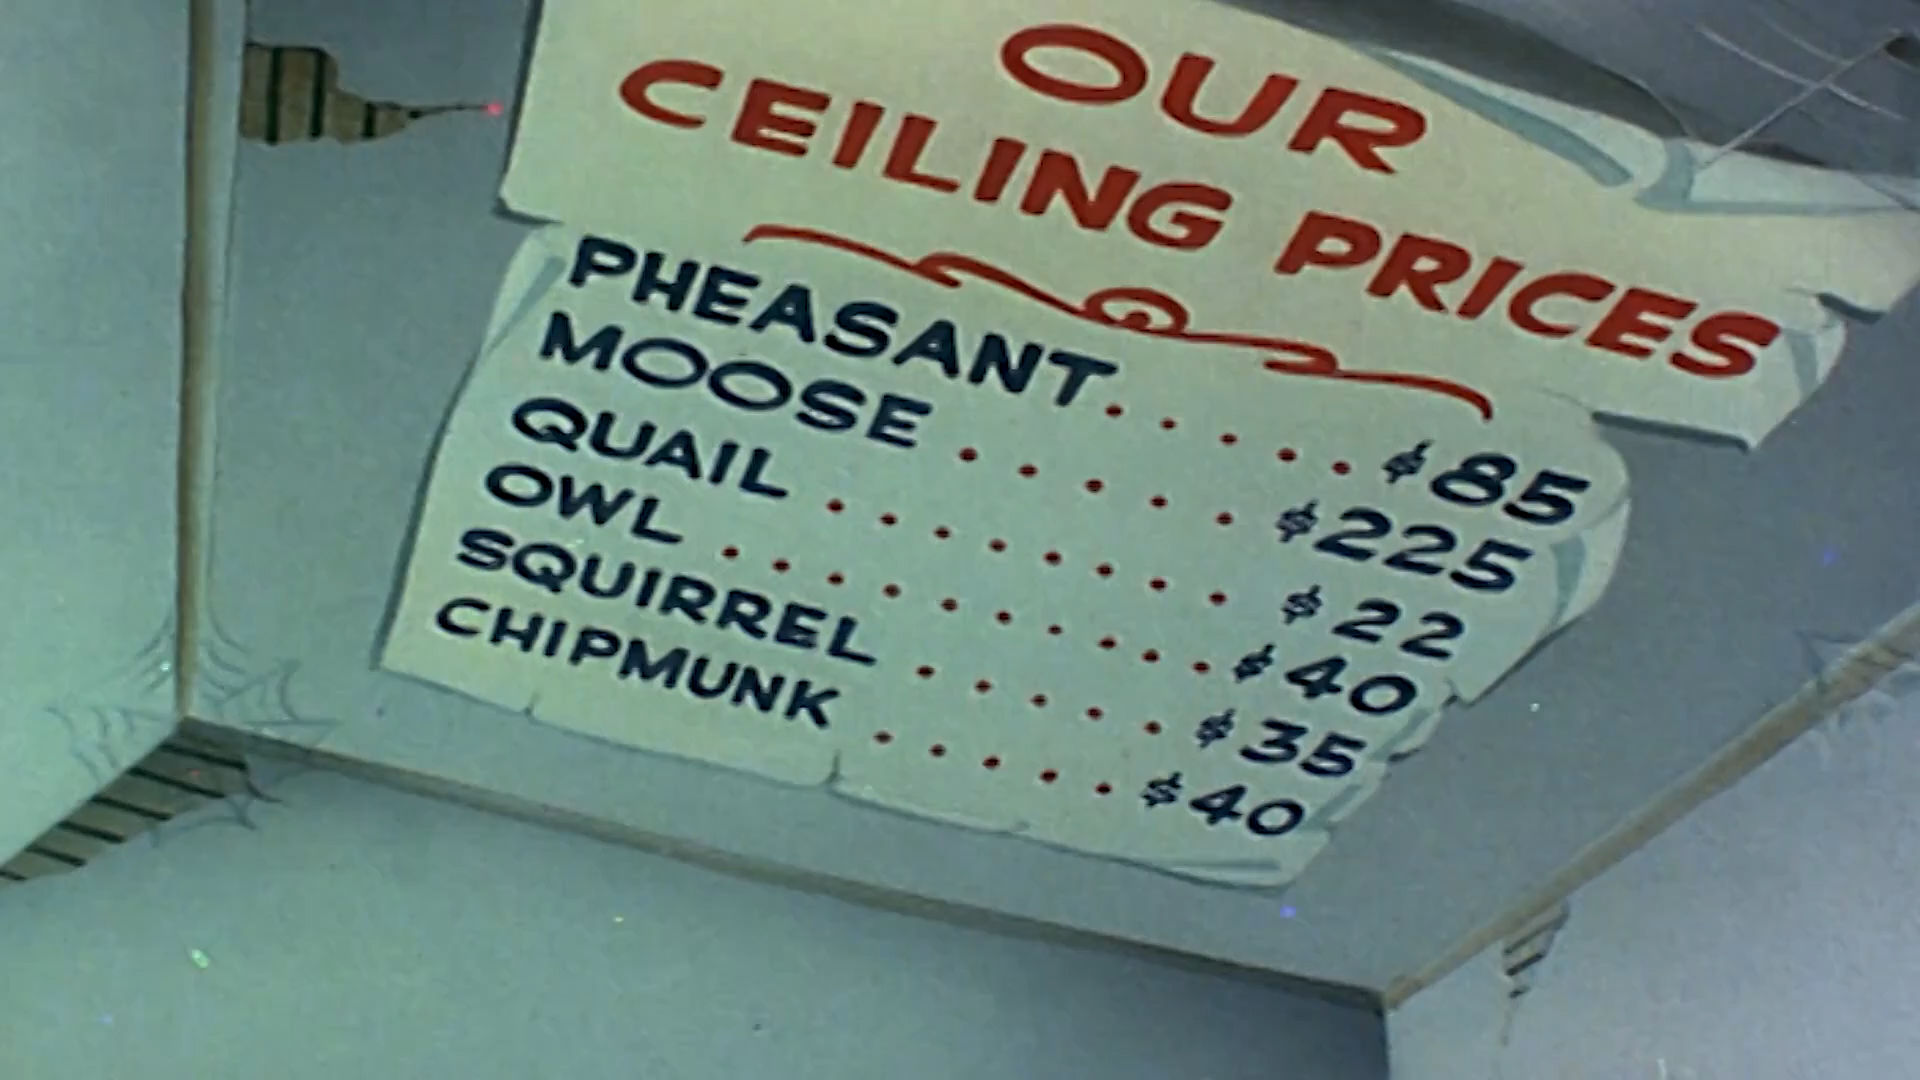 OUR
CEILING PRICES
PHEASANT..... $85
MOOSE ..... $225
QUAIL ........ $22
OWL ......... $40
SQUIRREL ..... $35
CHIPMUNK ..... $40